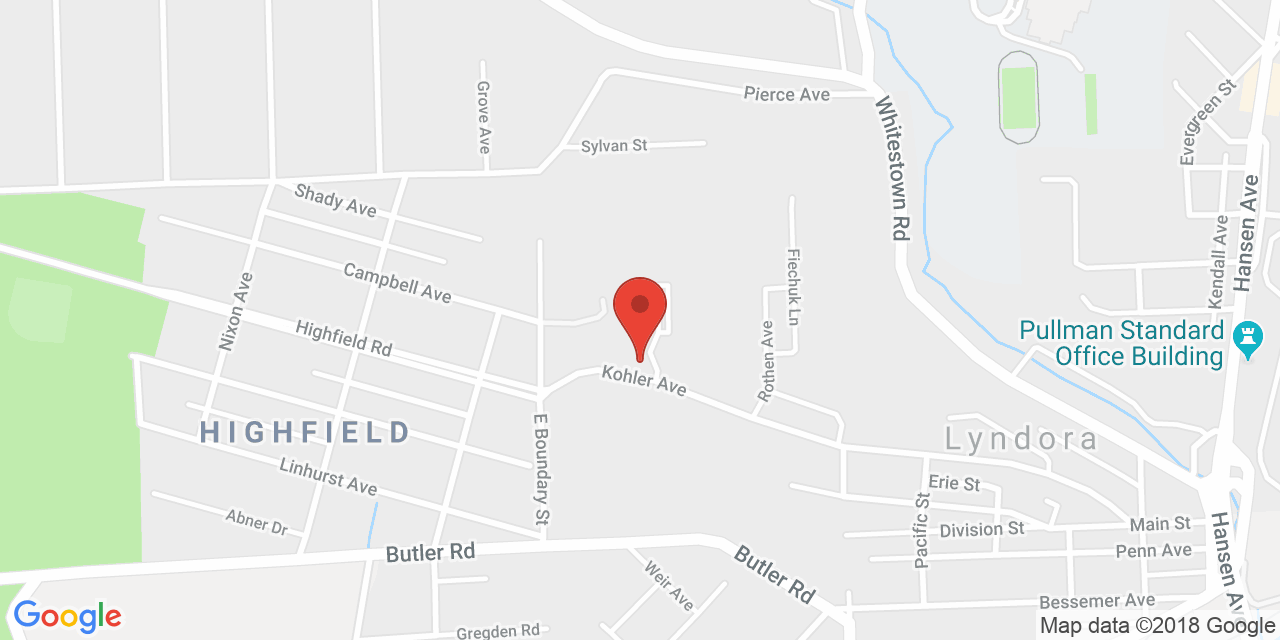 Pierce Ave
Grove Ave
Sylvan St
Whitestown Rd
Evergreen St
Hansen Ave
Shady Ave
Kendall Ave
Campbell Ave
Fiechuk Ln
Nixon Ave
Highfield Rd
Rothen Ave
Pullman Standard
Office Building
Kohler Ave
HIGHFIELD
Lyndora
E Boundary St
Linhurst Ave
Erie St
Pacific St
Abner Dr
Division St
Main St
Hansen Av
Butler Rd
Penn Ave
Butler Rd
Weir Ave
Bessemer Ave
Google
Gregden Rd
Map data ©2018 Google